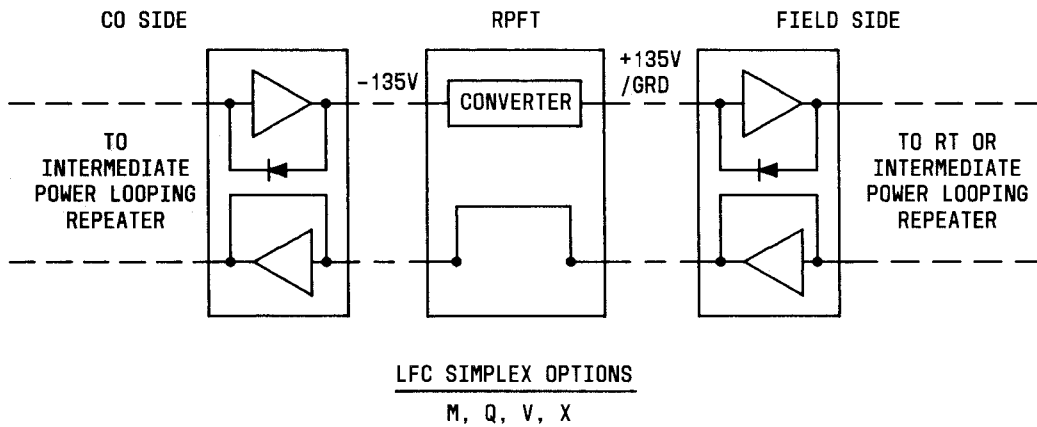 CO SIDE
RPFT
FIELD SIDE
-135V
+135V
/GRD
CONVERTER
TO
INTERMEDIATE
POWER LOOPING
REPEATER
TO RT OR
INTERMEDIATE
POWER LOOPING
REPEATER
LFC SIMPLEX OPTIONS
M, Q, V, X